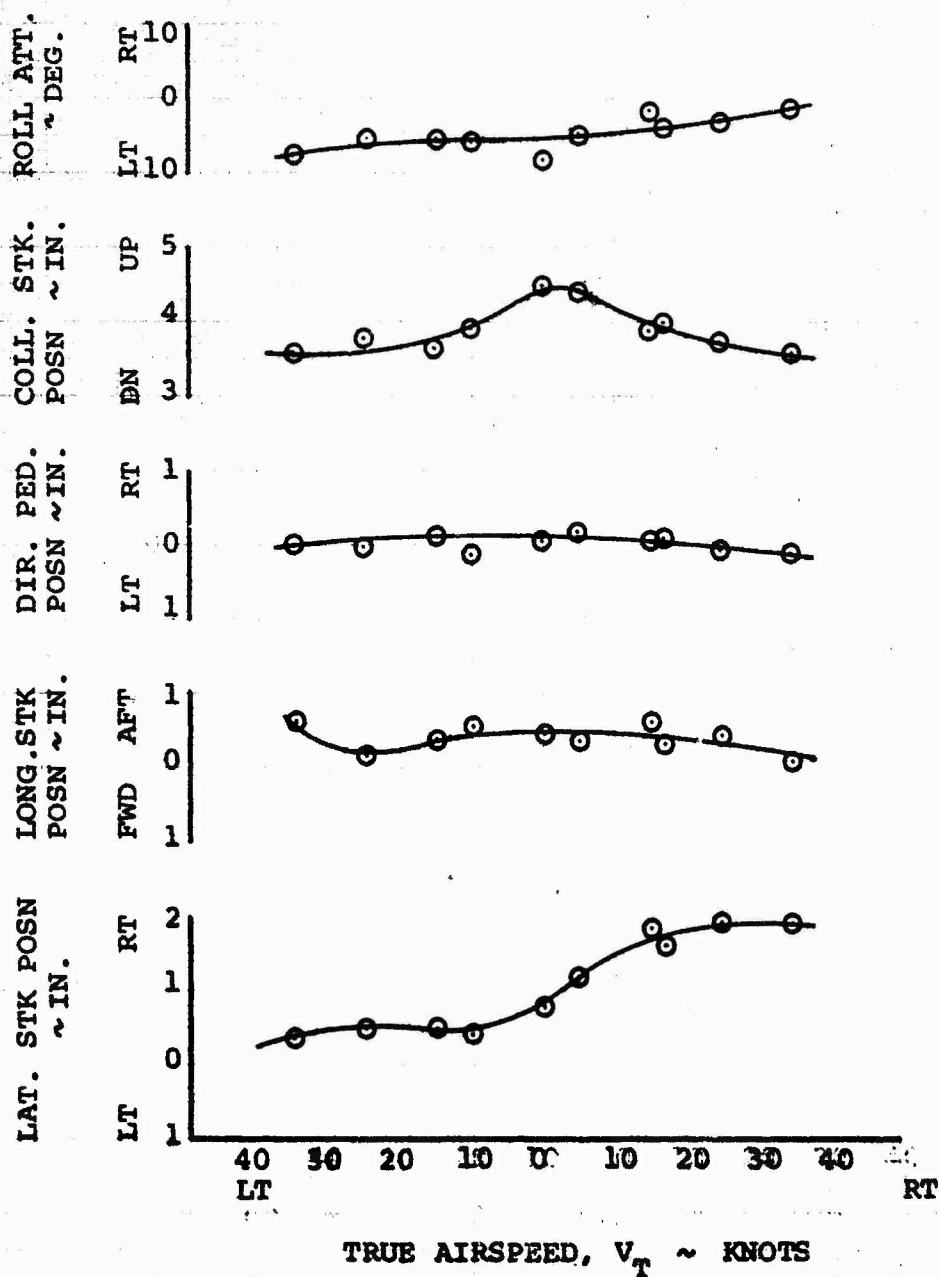 ROLL ATT.
~ DEG.
LT RT
10
0
10
COLL. STK.
POSN ~ IN.
DN UP
5
4
3
DIR. PED.
POSN ~ IN.
LT RT
1
0
1
LONG.STK
POSN ~ IN.
FWD AFT
1
0
1
LAT. STK POSN
~ IN.
LT RT
2
1
0
1
40 30 20 10 0 10 20 30 40
LT RT
TRUE AIRSPEED, V_T ~ KNOTS